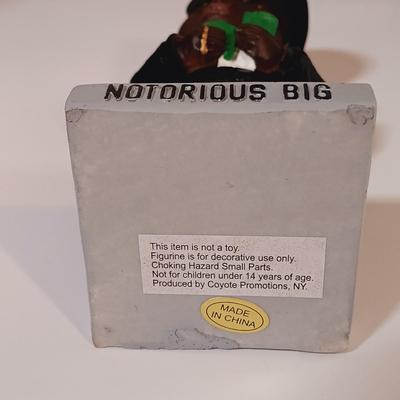 NOTORIOUS BIG
This item is not a toy.
Figurine is for decorative use only.
Choking Hazard Small Parts.
Not for children under 14 years of age.
Produced by Coyote Promotions, NY.
MADE
IN CHINA